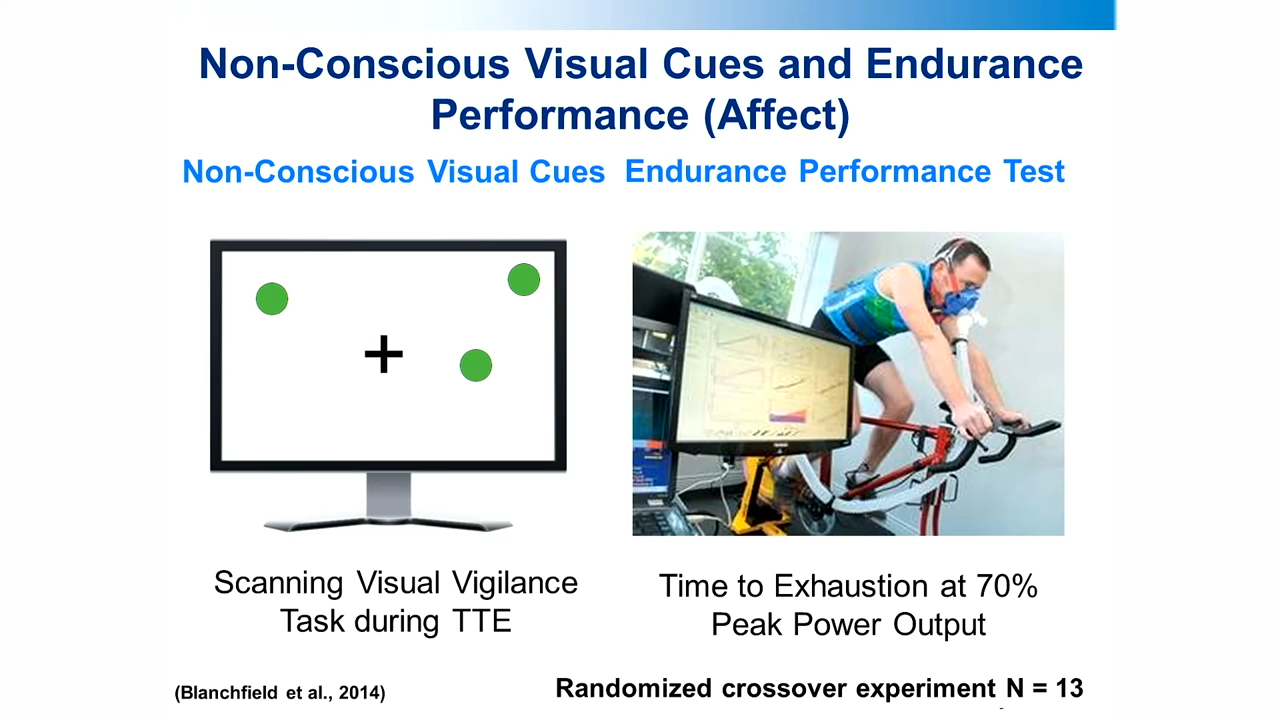 Non-Conscious Visual Cues and Endurance
Performance (Affect)
Non-Conscious Visual Cues Endurance Performance Test
+
Scanning Visual Vigilance
Task during TTE
Time to Exhaustion at 70%
Peak Power Output
(Blanchfield et al., 2014)
Randomized crossover experiment N = 13